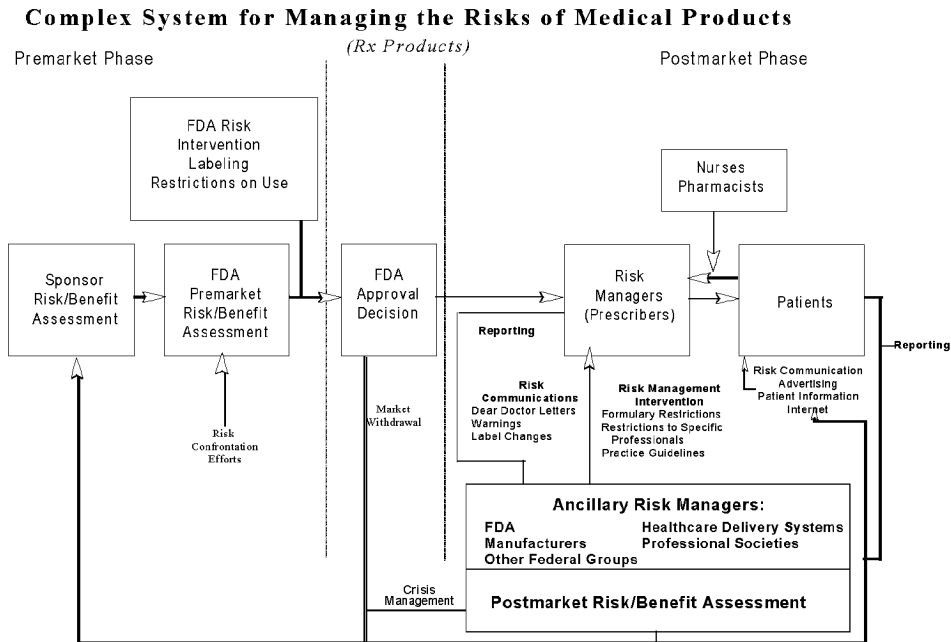 Complex System for Managing the Risks of Medical Products
(Rx Products)
Premarket Phase
Postmarket Phase
FDA Risk
Intervention
Labeling
Restrictions on Use
Nurses
Pharmacists
Sponsor
Risk/Benefit
Assessment
FDA
Premarket
Risk/Benefit
Assessment
FDA
Approval
Decision
Risk
Managers
(Prescribers)
Patients
Reporting
Reporting
Risk
Confrontation
Efforts
Market
Withdrawal
Risk
Communications
Dear Doctor Letters
Warnings
Label Changes
Risk Management
Intervention
Formulary Restrictions
Restrictions to Specific
Professionals
Practice Guidelines
Risk Communication
Advertising
Patient Information
Internet
Ancillary Risk Managers:
FDA
Manufacturers
Other Federal Groups
Healthcare Delivery Systems
Professional Societies
Crisis
Management
Postmarket Risk/Benefit Assessment